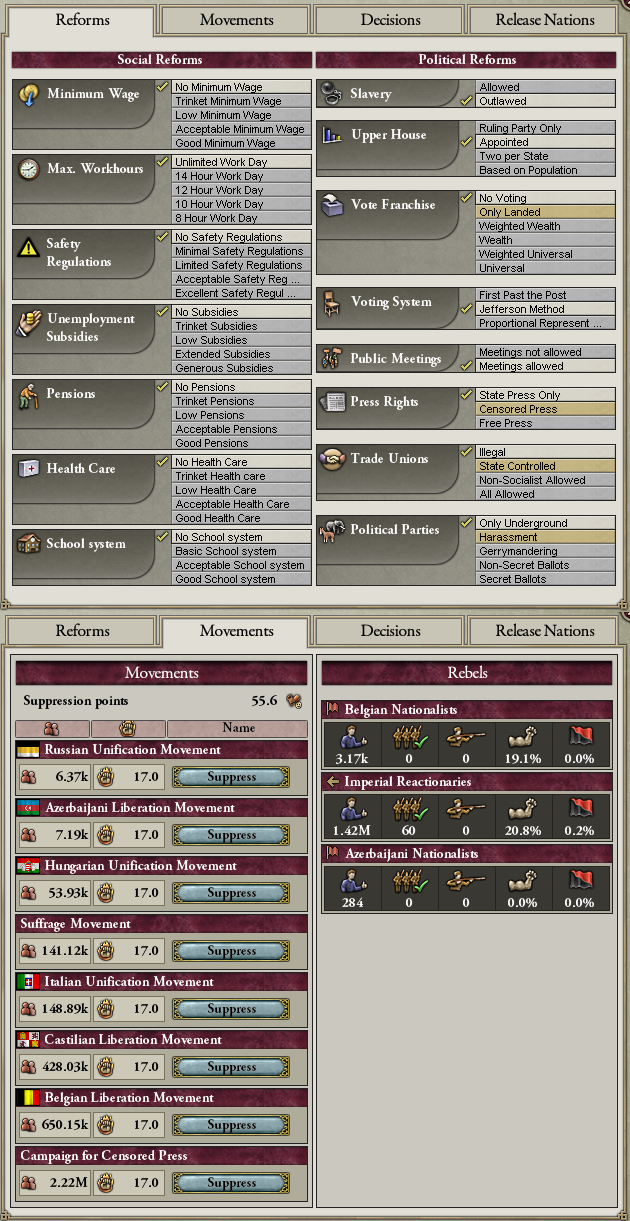 Reforms
Movements
Decisions
Release Nations
Social Reforms
Minimum Wage
No Minimum Wage
Trinket Minimum Wage
Low Minimum Wage
Acceptable Minimum Wage
Good Minimum Wage
Max. Workhours
Unlimited Work Day
14 Hour Work Day
12 Hour Work Day
10 Hour Work Day
8 Hour Work Day
Safety
Regulations
No Safety Regulations
Minimal Safety Regulations
Limited Safety Regulations
Acceptable Safety Reg ...
Excellent Safety Regul ...
Unemployment
Subsidies
No Subsidies
Trinket Subsidies
Low Subsidies
Extended Subsidies
Generous Subsidies
Pensions
No Pensions
Trinket Pensions
Low Pensions
Acceptable Pensions
Good Pensions
Health Care
No Health Care
Trinket Health care
Low Health Care
Acceptable Health Care
Good Health Care
School system
No School system
Basic School system
Acceptable School system
Good School system
Political Reforms
Slavery
Allowed
Outlawed
Upper House
Ruling Party Only
Appointed
Two per State
Based on Population
Vote Franchise
No Voting
Only Landed
Weighted Wealth
Wealth
Weighted Universal
Universal
Voting System
First Past the Post
Jefferson Method
Proportional Represent ...
Public Meetings
Meetings not allowed
Meetings allowed
Press Rights
State Press Only
Censored Press
Free Press
Trade Unions
Illegal
State Controlled
Non-Socialist Allowed
All Allowed
Political Parties
Only Underground
Harassment
Gerrymandering
Non-Secret Ballots
Secret Ballots
Reforms
Movements
Decisions
Release Nations
Movements
Suppression points 55.6
Name
Russian Unification Movement
6.37k 17.0 Suppress
Azerbaijani Liberation Movement
7.19k 17.0 Suppress
Hungarian Unification Movement
53.93k 17.0 Suppress
Suffrage Movement
141.12k 17.0 Suppress
Italian Unification Movement
148.89k 17.0 Suppress
Castilian Liberation Movement
428.03k 17.0 Suppress
Belgian Liberation Movement
650.15k 17.0 Suppress
Campaign for Censored Press
2.22M 17.0 Suppress
Rebels
Belgian Nationalists
3.17k 0 0 19.1% 0.0%
Imperial Reactionaries
1.42M 60 0 20.8% 0.2%
Azerbaijani Nationalists
284 0 0 0.0% 0.0%